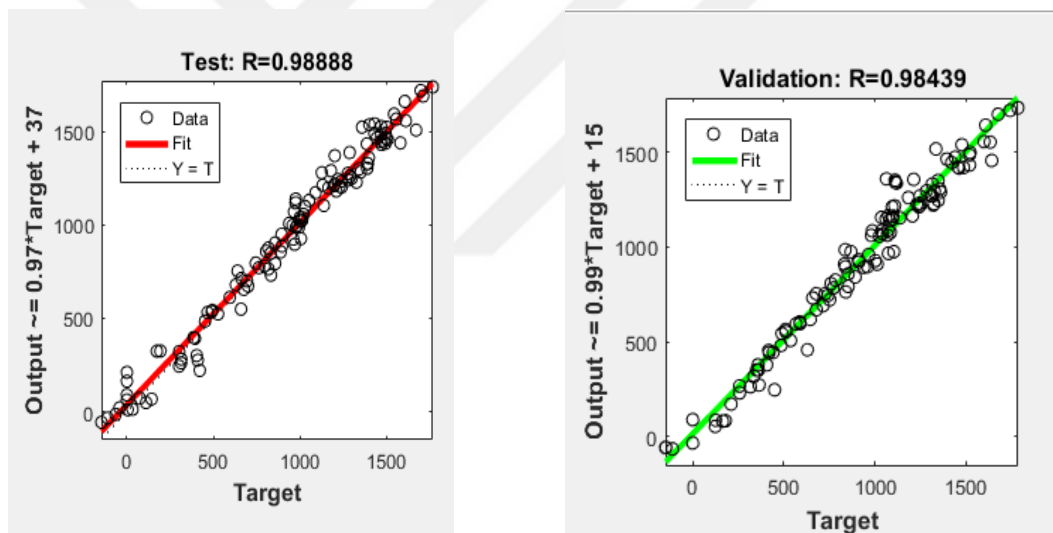 Test: R=0.98888
Output ~= 0.97*Target + 37
1500
1000
500
0
Data
Fit
Y = T
0 500 1000 1500
Target
Validation: R=0.98439
Output ~= 0.99*Target + 15
1500
1000
500
0
Data
Fit
Y = T
0 500 1000 1500
Target